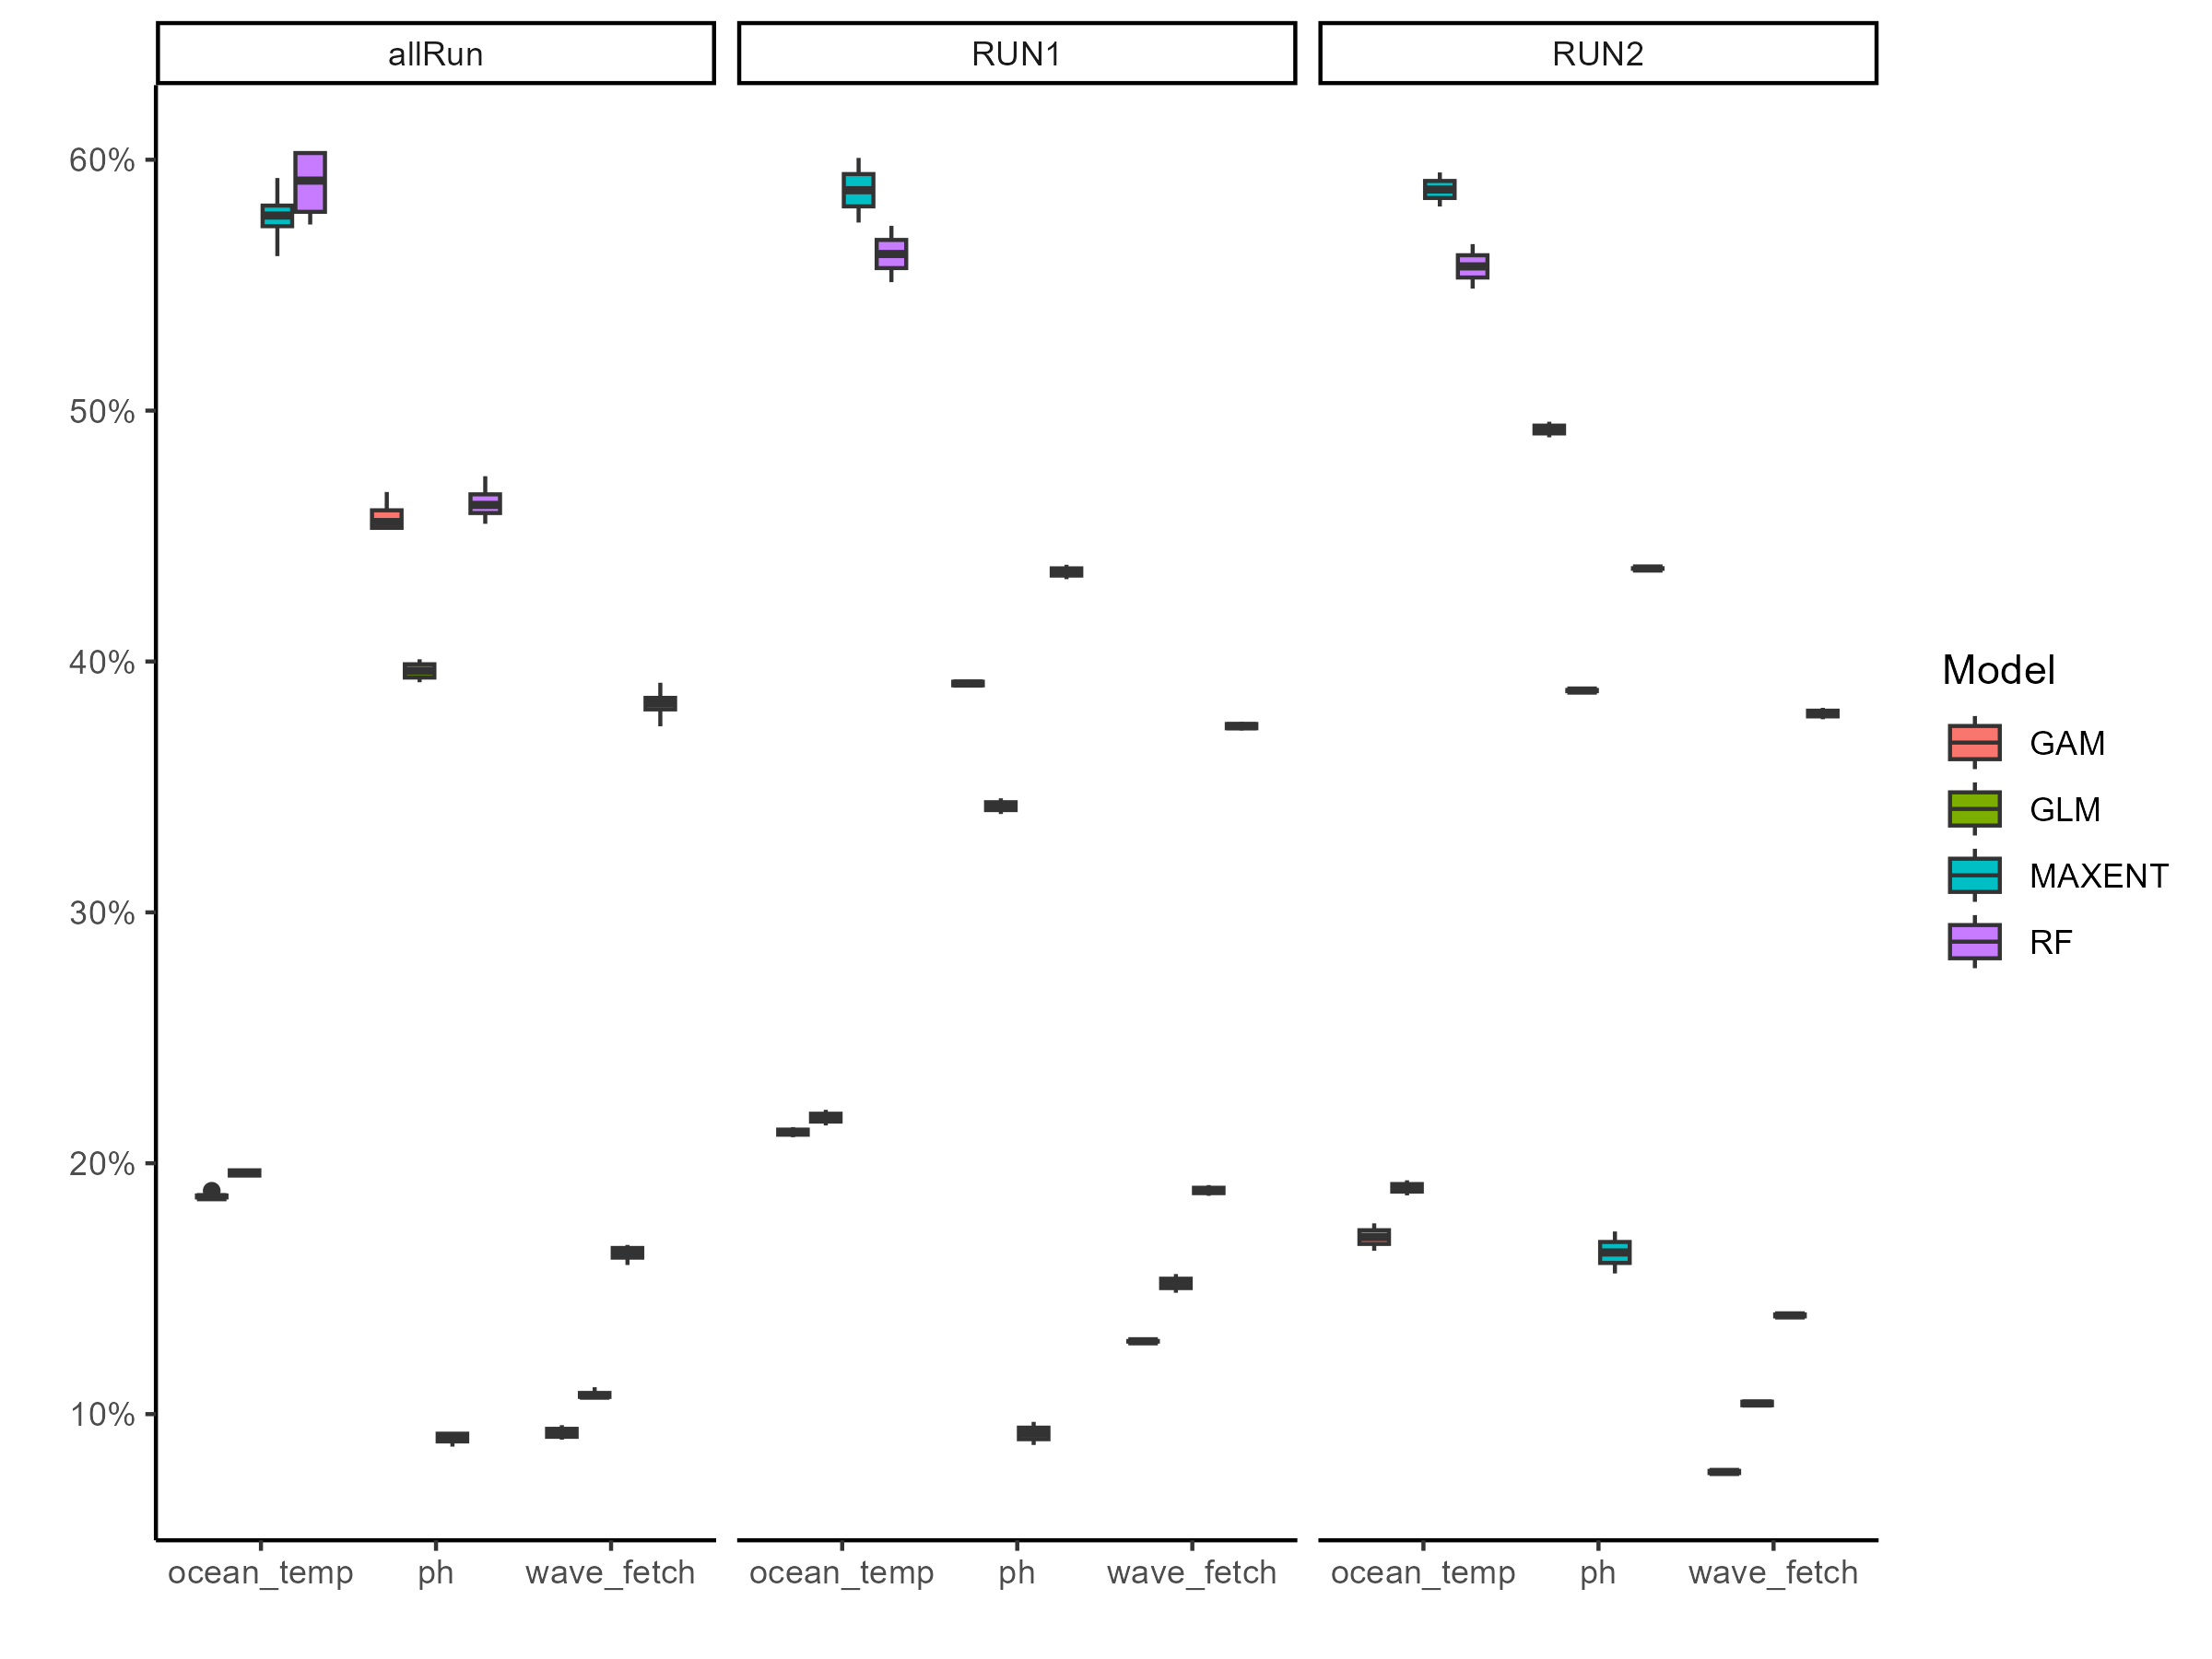 allRun RUN1 RUN2
60%
50%
40%
30%
20%
10%
ocean_temp ph wave_fetch ocean_temp ph wave_fetch ocean_temp ph wave_fetch
Model
GAM
GLM
MAXENT
RF